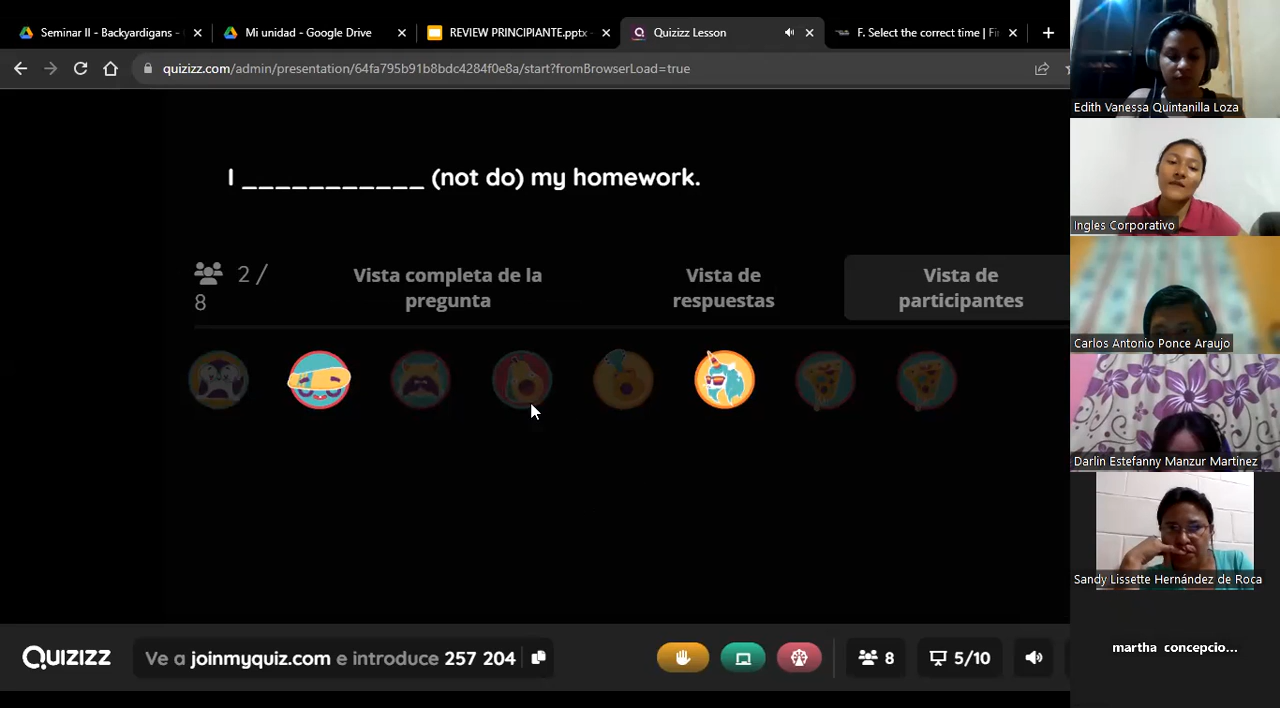 Seminar II - Backyardigans -
Mi unidad - Google Drive
REVIEW PRINCIPIANTE.pptx -
Quizizz Lesson
F. Select the correct time | Fi
quizizz.com/admin/presentation/64fa795b91b8bdc4284f0e8a/start?fromBrowserLoad=true
I ___________ (not do) my homework.
2 /
8
Vista completa de la
pregunta
Vista de
respuestas
Vista de
participantes
Quizizz
Ve a joinmyquiz.com e introduce 257 204
8
5/10
Edith Vanessa Quintanilla Loza
Ingles Corporativo
Carlos Antonio Ponce Araujo
Darlin Estefanny Manzur Martinez
Sandy Lissette Hernández de Roca
martha concepcio...